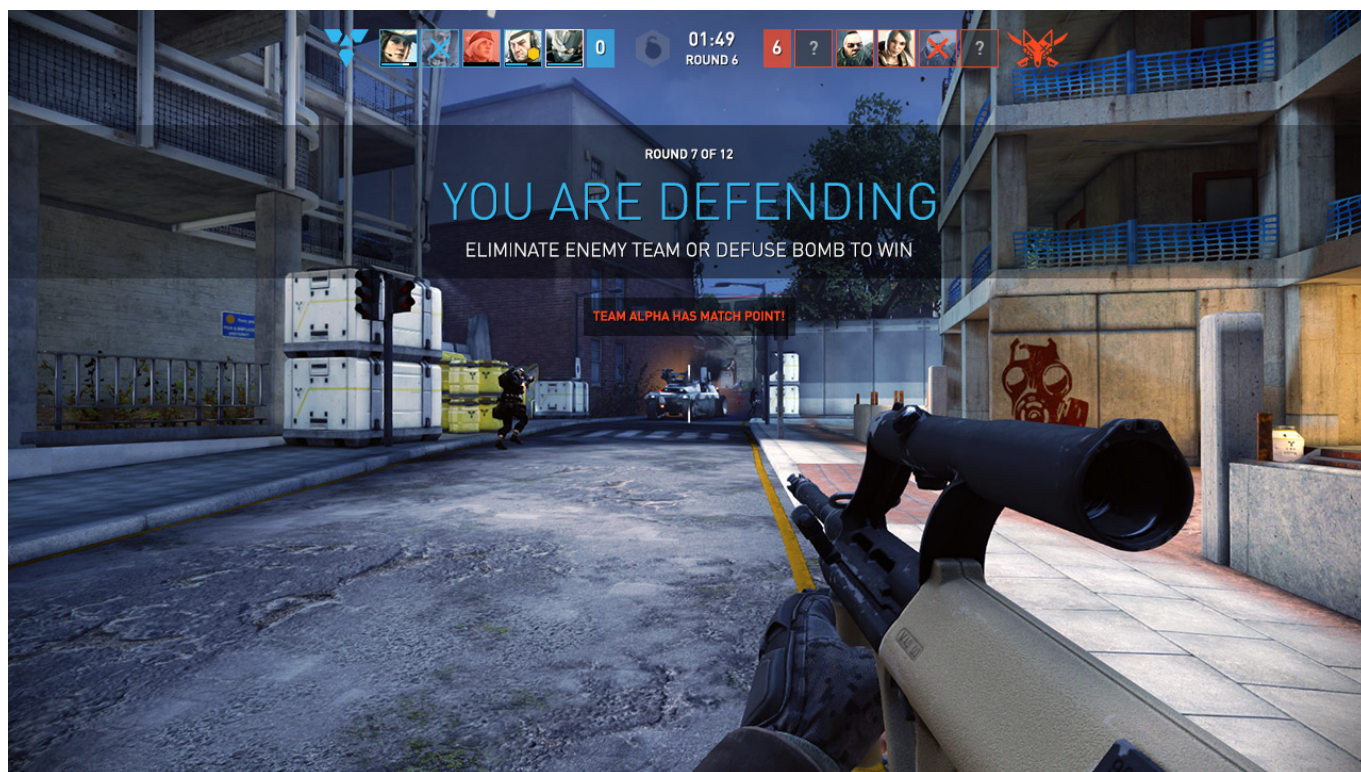 0
01:49
ROUND 6
6
?
?
ROUND 7 OF 12
YOU ARE DEFENDING
ELIMINATE ENEMY TEAM OR DEFUSE BOMB TO WIN
TEAM ALPHA HAS MATCH POINT!